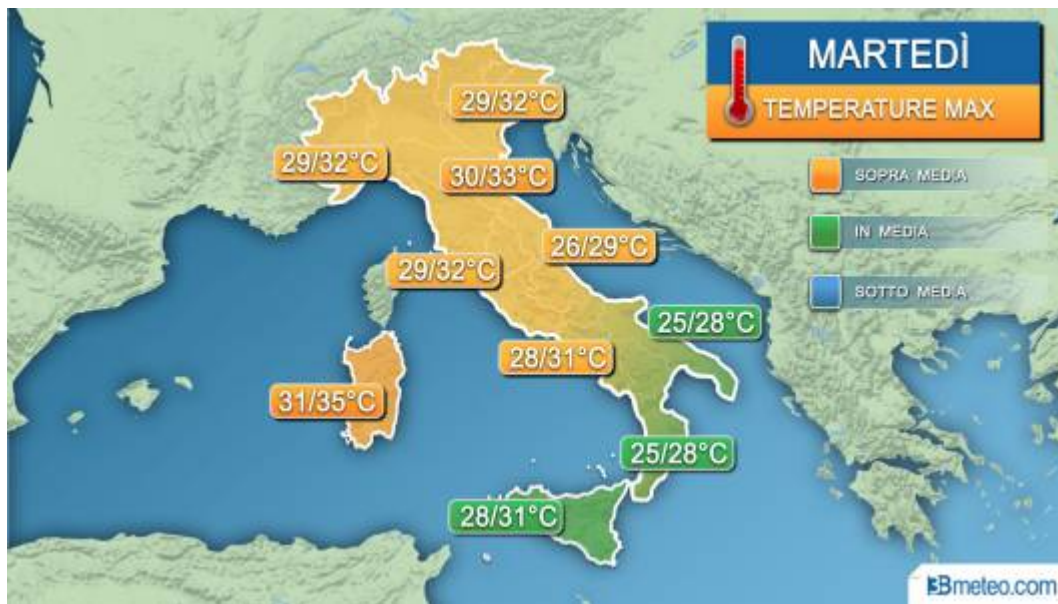 MARTEDÌ
TEMPERATURE MAX
SOPRA MEDIA
IN MEDIA
SOTTO MEDIA
29/32°C
29/32°C
30/33°C
26/29°C
29/32°C
25/28°C
28/31°C
31/35°C
25/28°C
28/31°C
3Bmeteo.com